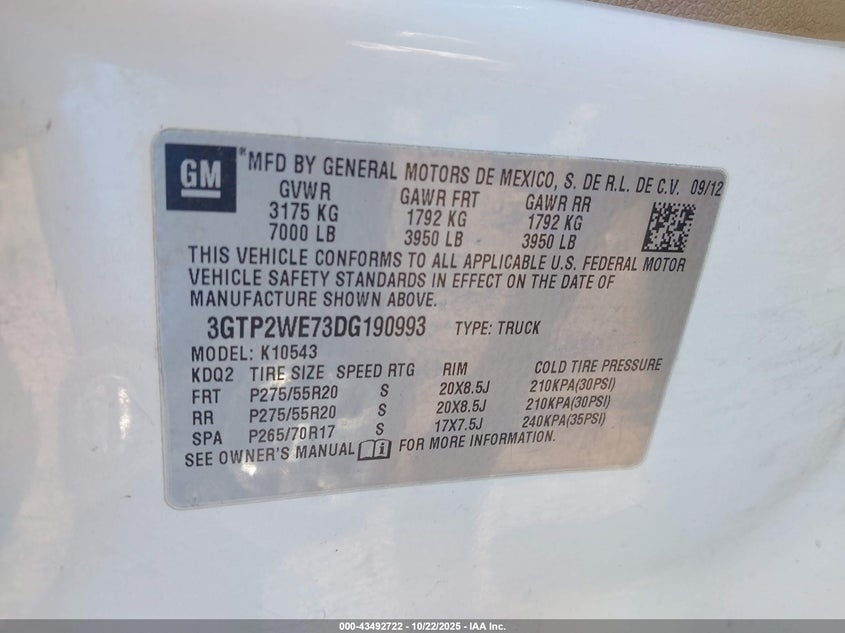 GM
*MFD BY GENERAL MOTORS DE MEXICO, S. DE R.L. DE C.V. 09/12
GVWR GAWR FRT GAWR RR
3175 KG 1792 KG 1792 KG
7000 LB 3950 LB 3950 LB
THIS VEHICLE CONFORMS TO ALL APPLICABLE U.S. FEDERAL MOTOR
VEHICLE SAFETY STANDARDS IN EFFECT ON THE DATE OF
MANUFACTURE SHOWN ABOVE.
3GTP2WE73DG190993 TYPE: TRUCK
MODEL: K10543
KDQ2 TIRE SIZE SPEED RTG RIM COLD TIRE PRESSURE
FRT P275/55R20 S 20X8.5J 210KPA(30PSI)
RR P275/55R20 S 20X8.5J 210KPA(30PSI)
SPA P265/70R17 S 17X7.5J 240KPA(35PSI)
SEE OWNER'S MANUAL i FOR MORE INFORMATION.
000-43492722 - 10/22/2025 - IAA Inc.